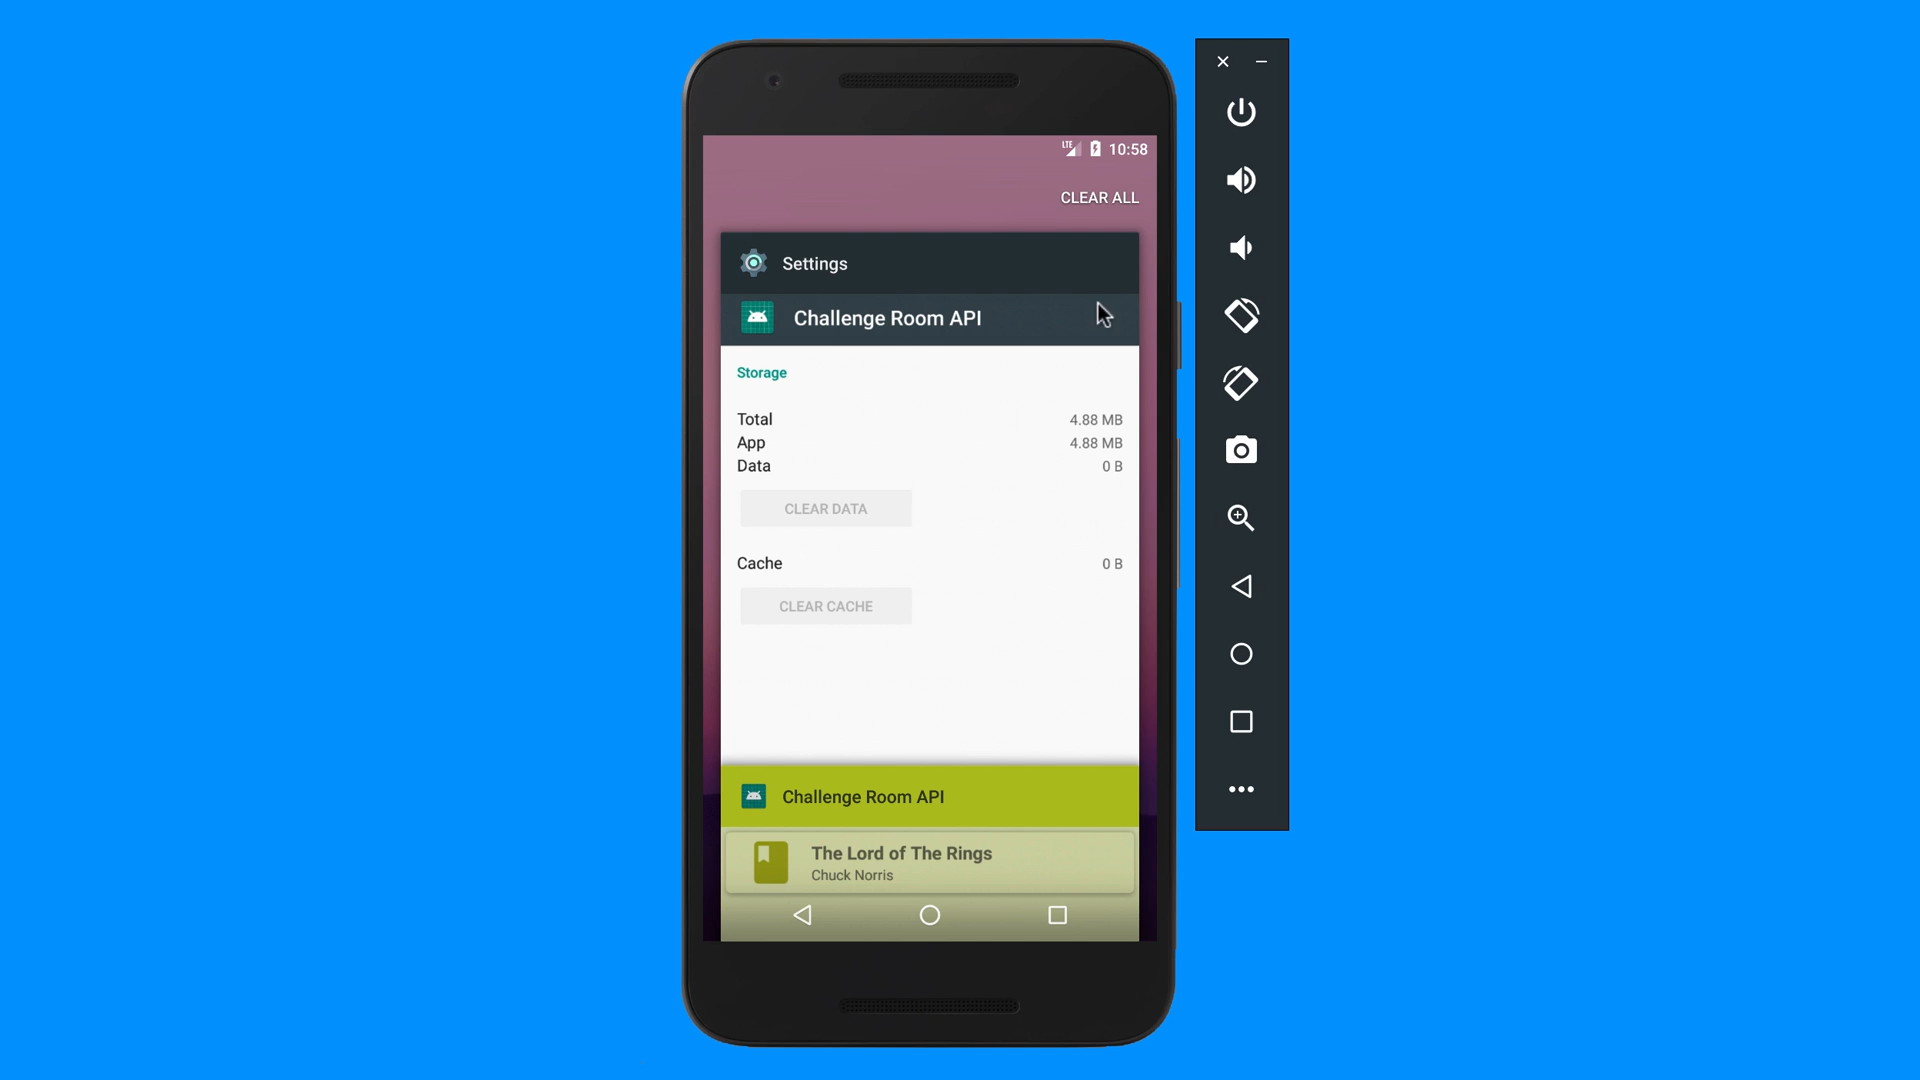 LTE 10:58
CLEAR ALL
Settings
Challenge Room API
Storage
Total 4.88 MB
App 4.88 MB
Data 0 B
CLEAR DATA
Cache 0 B
CLEAR CACHE
Challenge Room API
The Lord of The Rings
Chuck Norris